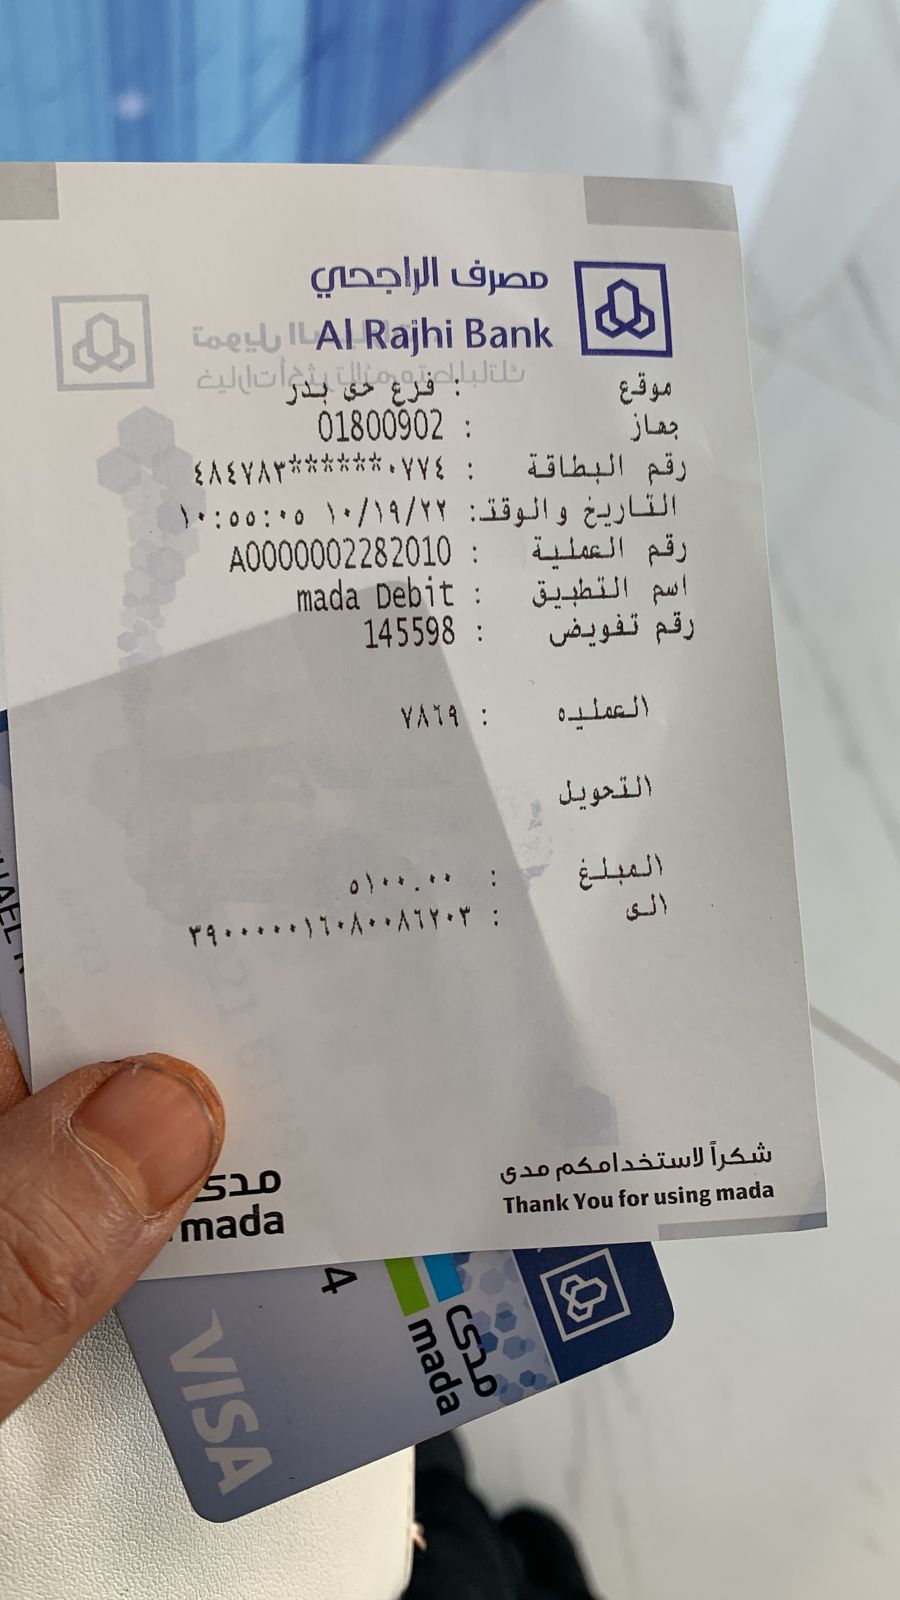 مصرف الراجحي
Al Rajhi Bank
موقع : فرع حى بدر
جهاز : 01800902
رقم البطاقة : ٤٨٤٧٨٣******٠٧٧٤
التاريخ والوقت: ١٠/١٩/٢٢ ١٠:٥٥:٠٥
رقم العملية : A0000002282010
اسم التطبيق : mada Debit
رقم تفويض : 145598
العمليه : ٧٨٦٩
التحويل
المبلغ : ٥١٠٠.٠٠
الى : ٣٩٠٠٠٠٠١٦٠٨٠٠٨٦٢٠٣
شكراً لاستخدامكم مدى
Thank You for using mada
مدى
mada
4
مدى
mada
VISA